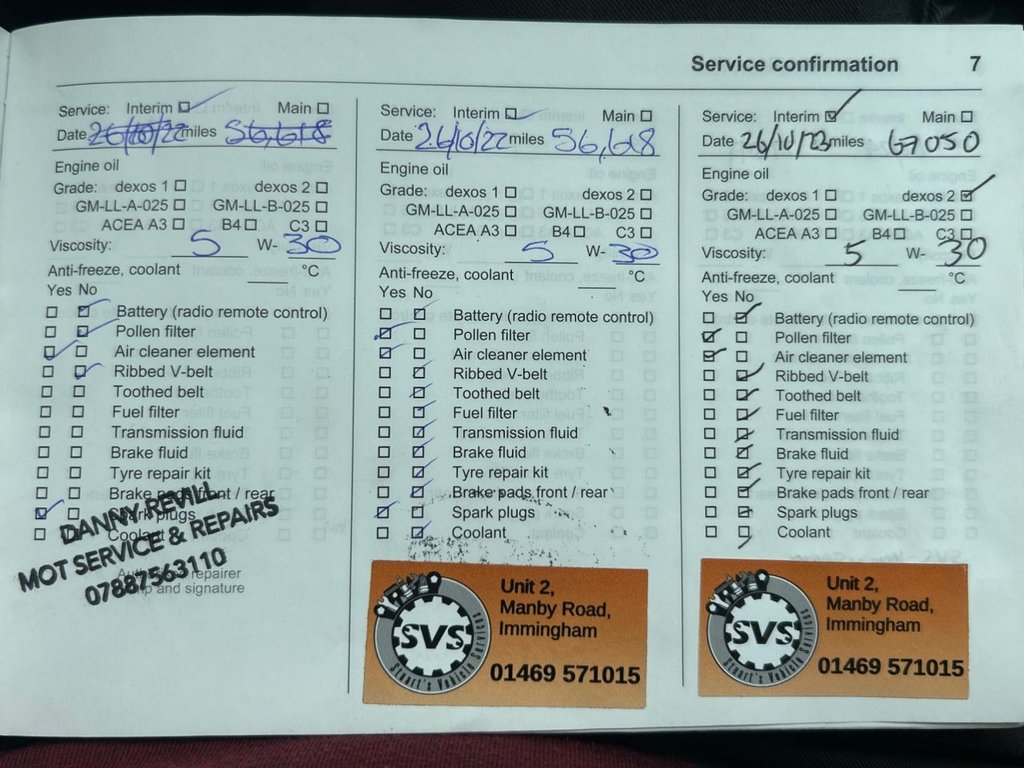 Service confirmation 7
Service: Interim Main
Date 26/10/22 miles 56,618
Engine oil
Grade: dexos 1 dexos 2
GM-LL-A-025 GM-LL-B-025
ACEA A3 B4 C3
Viscosity: 5 W- 30
Anti-freeze, coolant °C
Yes No
Battery (radio remote control)
Pollen filter
Air cleaner element
Ribbed V-belt
Toothed belt
Fuel filter
Transmission fluid
Brake fluid
Tyre repair kit
Brake pads front / rear
Spark plugs
Coolant
DANNY REVILL
MOT SERVICE & REPAIRS
07887563110
repairer
and signature
Service: Interim Main
Date 26/10/22 miles 56,618
Engine oil
Grade: dexos 1 dexos 2
GM-LL-A-025 GM-LL-B-025
ACEA A3 B4 C3
Viscosity: 5 W- 30
Anti-freeze, coolant °C
Yes No
Battery (radio remote control)
Pollen filter
Air cleaner element
Ribbed V-belt
Toothed belt
Fuel filter
Transmission fluid
Brake fluid
Tyre repair kit
Brake pads front / rear
Spark plugs
Coolant
SVS
Stuart's Vehicle Services
Unit 2,
Manby Road,
Immingham
01469 571015
Service: Interim Main
Date 26/10/23 miles 67050
Engine oil
Grade: dexos 1 dexos 2
GM-LL-A-025 GM-LL-B-025
ACEA A3 B4 C3
Viscosity: 5 W- 30
Anti-freeze, coolant °C
Yes No
Battery (radio remote control)
Pollen filter
Air cleaner element
Ribbed V-belt
Toothed belt
Fuel filter
Transmission fluid
Brake fluid
Tyre repair kit
Brake pads front / rear
Spark plugs
Coolant
SVS
Stuart's Vehicle Services
Unit 2,
Manby Road,
Immingham
01469 571015